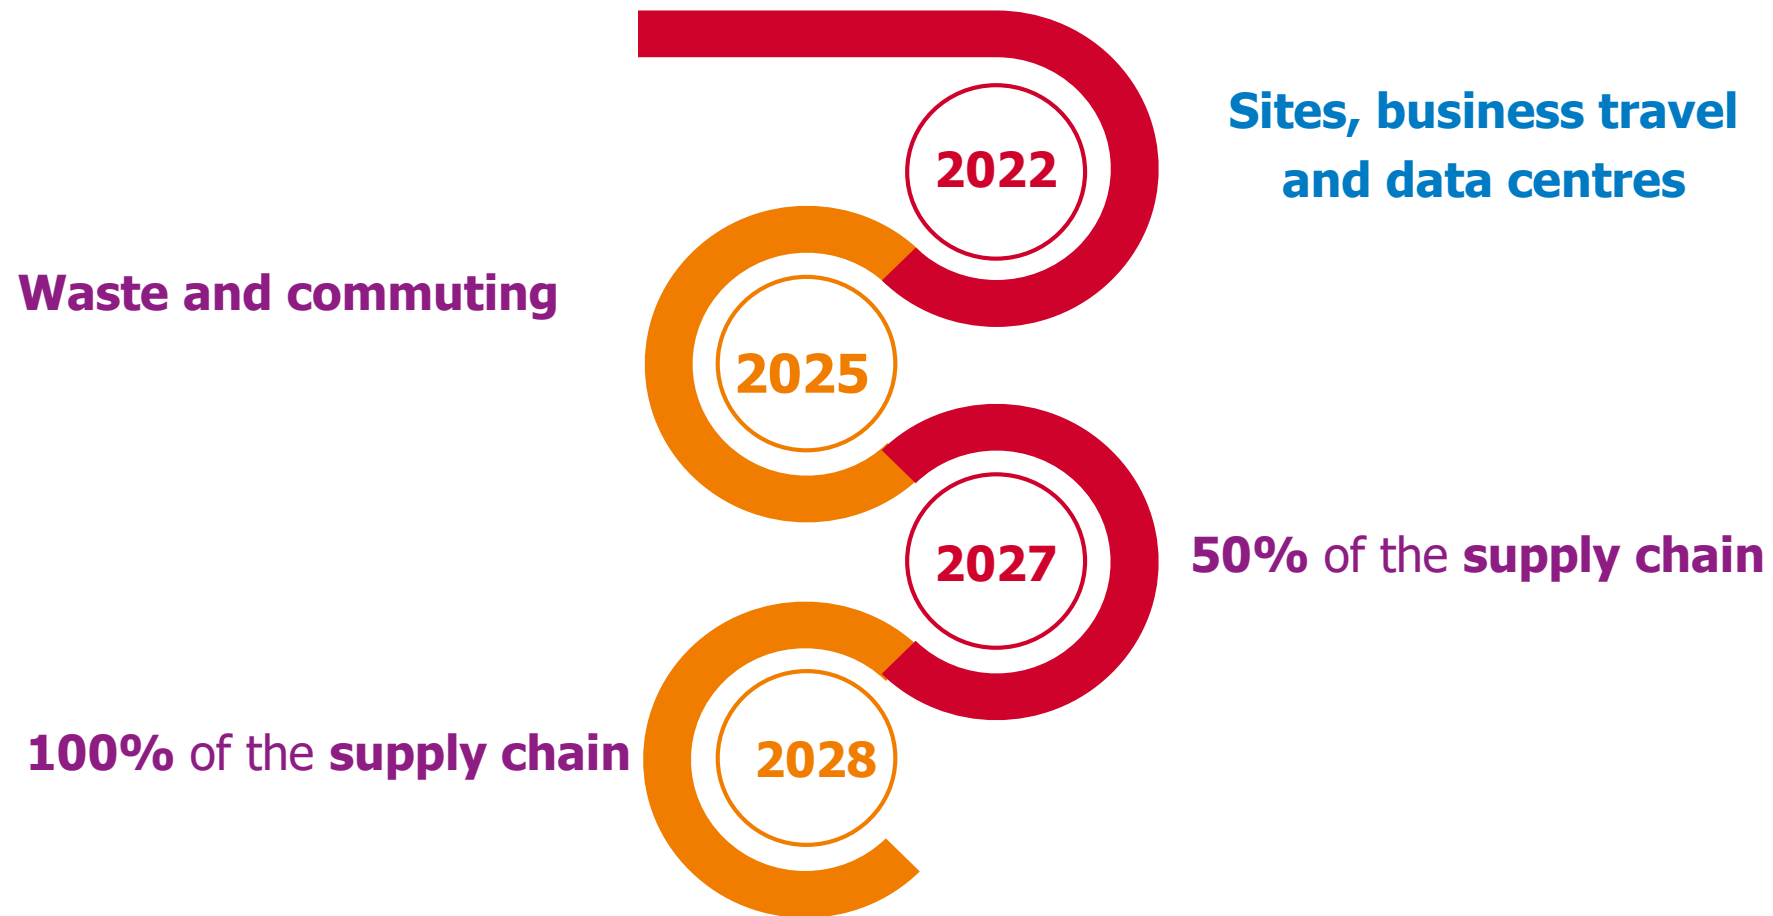 2022
Sites, business travel
and data centres
Waste and commuting
2025
2027
50% of the supply chain
100% of the supply chain
2028